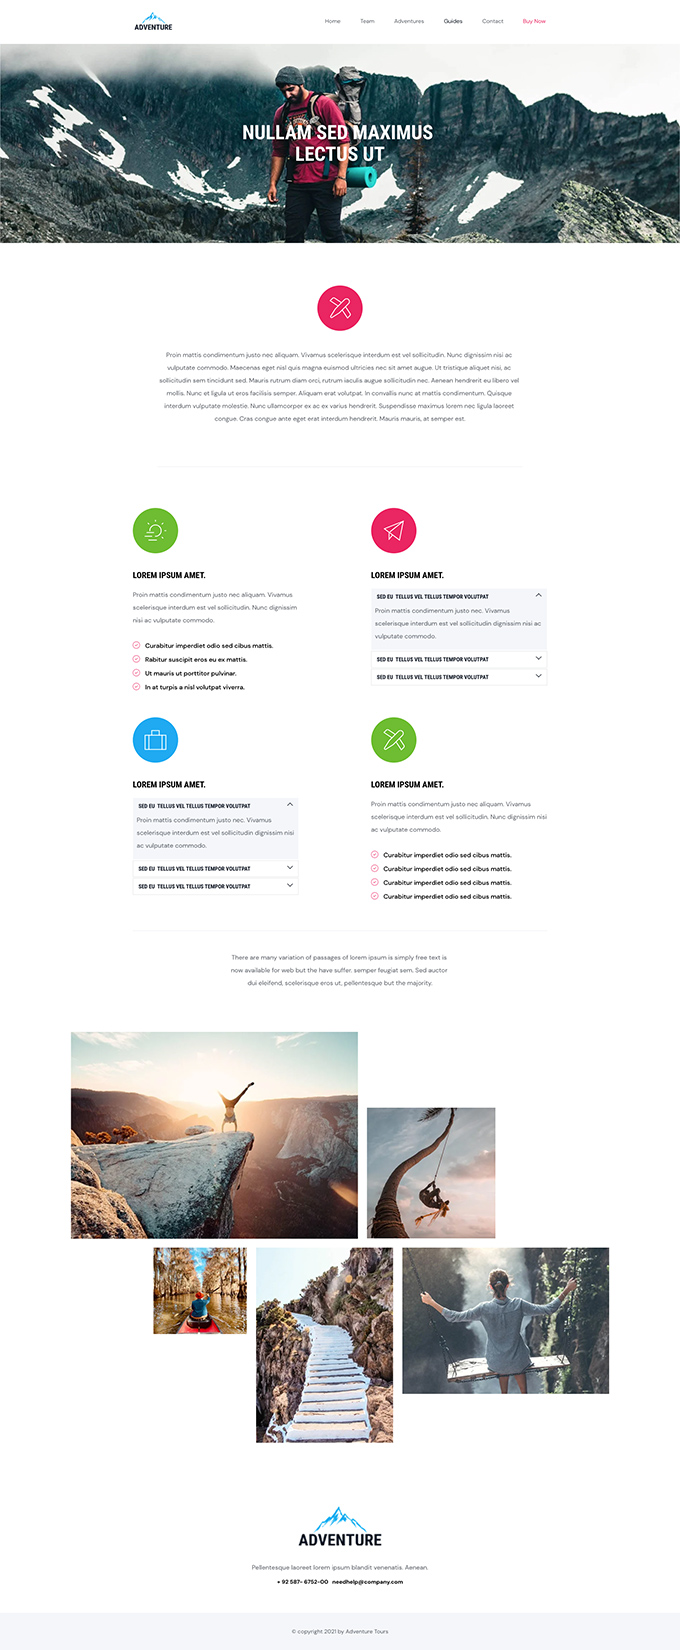 ADVENTURE
Home Team Adventures Guides Contact Buy Now
NULLAM SED MAXIMUS
LECTUS UT
Proin mattis condimentum justo nec aliquam. Vivamus scelerisque interdum est vel sollicitudin. Nunc dignissim nisi ac
vulputate commodo. Maecenas eget nisl quis magna euismod ultricies nec sit amet augue. Ut tristique aliquet nisi, ac
sollicitudin sem tincidunt sed. Mauris rutrum diam orci, rutrum iaculis augue sollicitudin nec. Aenean hendrerit eu libero vel
mollis. Nunc et ligula ut eros facilisis semper. Aliquam erat volutpat. In convallis nunc at mattis condimentum. Quisque
interdum vulputate molestie. Nunc ullamcorper ex ac ex varius hendrerit. Suspendisse maximus lorem nec ligula laoreet
congue. Cras congue ante eget erat interdum hendrerit. Mauris mauris, at semper est.
LOREM IPSUM AMET.
Proin mattis condimentum justo nec aliquam. Vivamus
scelerisque interdum est vel sollicitudin. Nunc dignissim
nisi ac vulputate commodo.
Curabitur imperdiet odio sed cibus mattis.
Rabitur suscipit eros eu ex mattis.
Ut mauris ut porttitor pulvinar.
In at turpis a nisl volutpat viverra.
LOREM IPSUM AMET.
SED EU TELLUS VEL TELLUS TEMPOR VOLUTPAT
Proin mattis condimentum justo nec. Vivamus
scelerisque interdum est vel sollicitudin dignissim nisi ac
vulputate commodo.
SED EU TELLUS VEL TELLUS TEMPOR VOLUTPAT
SED EU TELLUS VEL TELLUS TEMPOR VOLUTPAT
LOREM IPSUM AMET.
SED EU TELLUS VEL TELLUS TEMPOR VOLUTPAT
Proin mattis condimentum justo nec. Vivamus
scelerisque interdum est vel sollicitudin dignissim nisi
ac vulputate commodo.
SED EU TELLUS VEL TELLUS TEMPOR VOLUTPAT
SED EU TELLUS VEL TELLUS TEMPOR VOLUTPAT
LOREM IPSUM AMET.
Proin mattis condimentum justo nec aliquam. Vivamus
scelerisque interdum est vel sollicitudin. Nunc dignissim nisi
ac vulputate commodo.
Curabitur imperdiet odio sed cibus mattis.
Curabitur imperdiet odio sed cibus mattis.
Curabitur imperdiet odio sed cibus mattis.
Curabitur imperdiet odio sed cibus mattis.
There are many variation of passages of lorem ipsum is simply free text is
now available for web but the have suffer. semper feugiat sem. Sed auctor
dui eleifend, scelerisque eros ut, pellentesque but the majority.
ADVENTURE
Pellentesque laoreet lorem ipsum blandit venenatis. Aenean.
+ 92 587- 6752-00 needhelp@company.com
© copyright 2021 by Adventure Tours